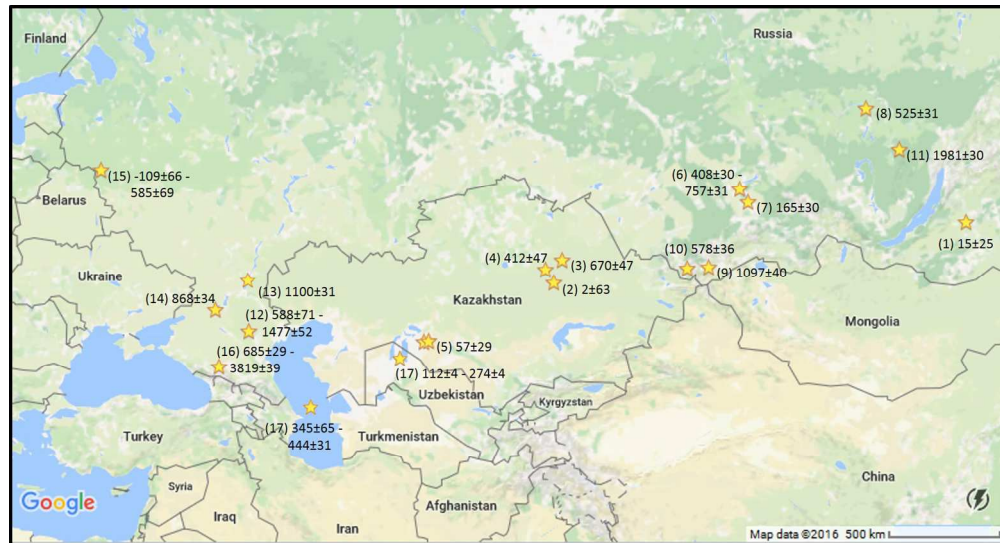 Finland
Russia
(8) 525±31
(11) 1981±30
(15) -109±66 -
585±69
Belarus
(6) 408±30 -
757±31
(7) 165±30
(1) 15±25
(10) 578±36
(9) 1097±40
(4) 412±47
(3) 670±47
(2) 2±63
Ukraine
(13) 1100±31
Kazakhstan
(14) 868±34
(12) 588±71 -
1477±52
Mongolia
(5) 57±29
(16) 685±29 -
3819±39
(17) 112±4 - 274±4
Uzbekistan
Kyrgyzstan
(17) 345±65 -
444±31
Turkey
Turkmenistan
China
Syria
Google
Afghanistan
Iraq
Iran
Map data ©2016 500 km